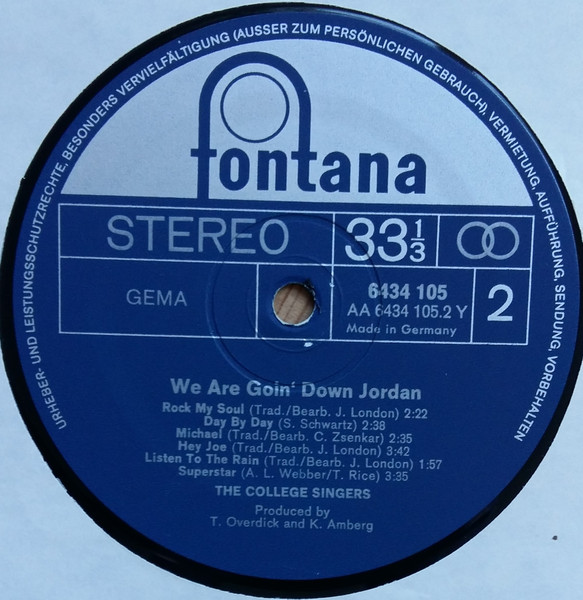 URHEBER- UND LEISTUNGSSCHUTZRECHTE, BESONDERS VERVIELFÄLTIGUNG (AUSSER ZUM PERSÖNLICHEN GEBRAUCH), VERMIETUNG, AUFFÜHRUNG, SENDUNG VORBEHALTEN
fontana
STEREO
33 1/3
GEMA
6434 105
AA 6434 105.2 Y
Made in Germany
2
We Are Goin' Down Jordan
Rock My Soul (Trad./Bearb. J. London) 2:22
Day By Day (S. Schwartz) 2:38
Michael (Trad./Bearb. C. Zsenkar) 2:35
Hey Joe (Trad./Bearb. J. London) 3:42
Listen To The Rain (Trad./Bearb. J. London) 1:57
Superstar (A. L. Webber/T. Rice) 3:35
THE COLLEGE SINGERS
Produced by
T. Overdick and K. Amberg